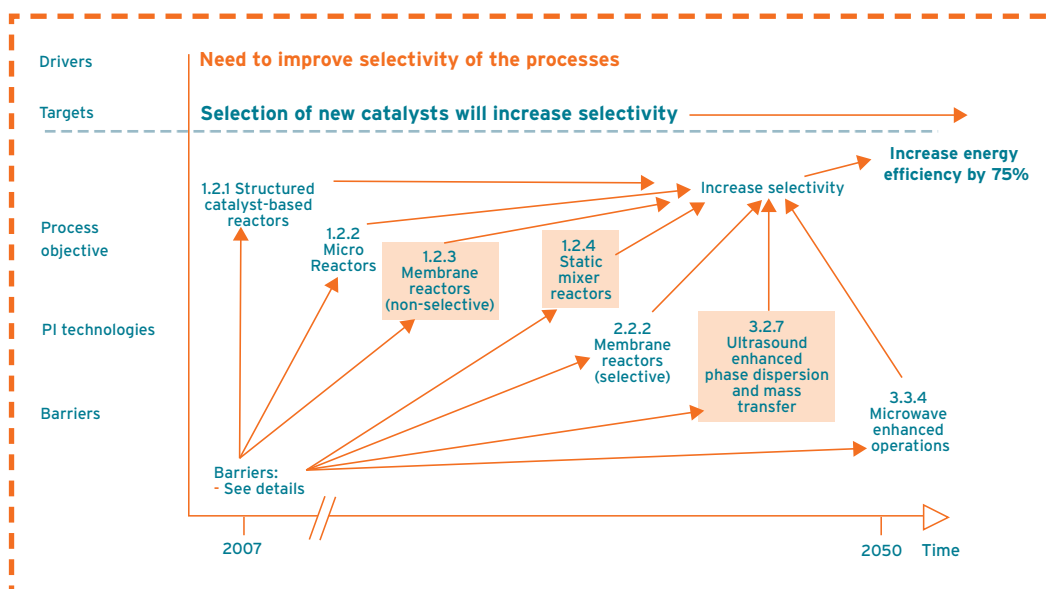 Drivers
Need to improve selectivity of the processes
Targets
Selection of new catalysts will increase selectivity
Increase energy
efficiency by 75%
1.2.1 Structured
catalyst-based
reactors
Increase selectivity
Process
objective
1.2.2
Micro
Reactors
1.2.3
Membrane
reactors
(non-selective)
1.2.4
Static
mixer
reactors
PI technologies
2.2.2
Membrane
reactors
(selective)
3.2.7
Ultrasound
enhanced
phase dispersion
and mass
transfer
Barriers
3.3.4
Microwave
enhanced
operations
Barriers:
- See details
2007
2050
Time